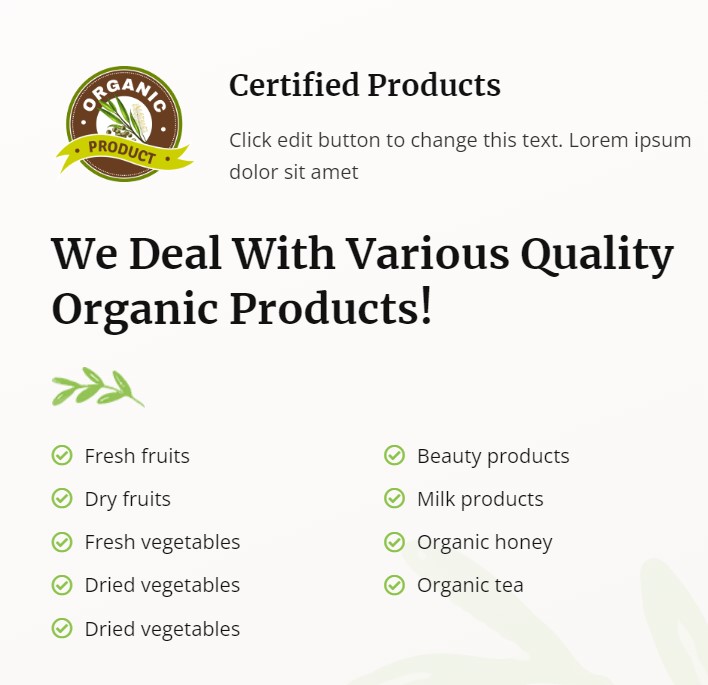 ORGANIC
PRODUCT
Certified Products
Click edit button to change this text. Lorem ipsum
dolor sit amet
We Deal With Various Quality
Organic Products!
Fresh fruits
Dry fruits
Fresh vegetables
Dried vegetables
Dried vegetables
Beauty products
Milk products
Organic honey
Organic tea